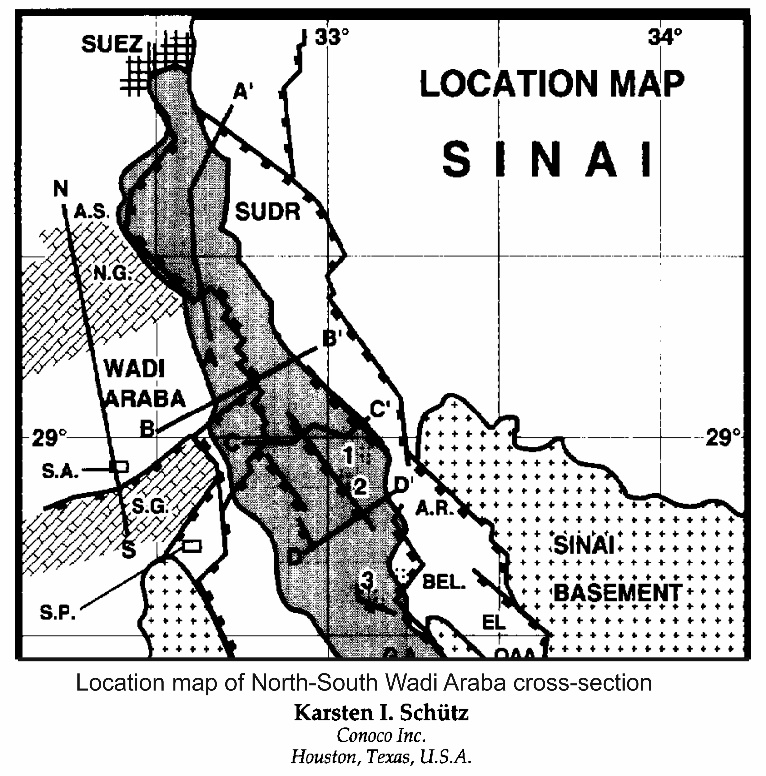 SUEZ
33°
34°
A'
LOCATION MAP
SINAI
N
A.S.
SUDR
N.G.
B'
A
WADI
ARABA
B
C'
C
29°
29°
1
S.A.
2
D'
S.G.
A.R.
S
D
SINAI
BASEMENT
3
BEL.
S.P.
EL
QAA
Location map of North-South Wadi Araba cross-section
Karsten I. Schütz
Conoco Inc.
Houston, Texas, U.S.A.